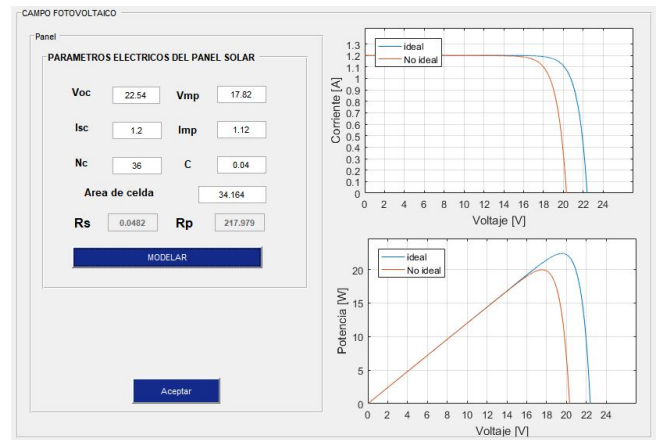 CAMPO FOTOVOLTAICO
Panel
PARAMETROS ELECTRICOS DEL PANEL SOLAR
Voc 22.54 Vmp 17.82
Isc 1.2 Imp 1.12
Nc 36 C 0.04
Area de celda 34.164
Rs 0.0482 Rp 217.979
MODELAR
Aceptar
ideal
No ideal
Corriente [A]
1.3
1.2
1.1
1
0.9
0.8
0.7
0.6
0.5
0.4
0.3
0.2
0.1
0
0 2 4 6 8 10 12 14 16 18 20 22 24
Voltaje [V]
ideal
No ideal
Potencia [W]
20
15
10
5
0
0 2 4 6 8 10 12 14 16 18 20 22 24
Voltaje [V]